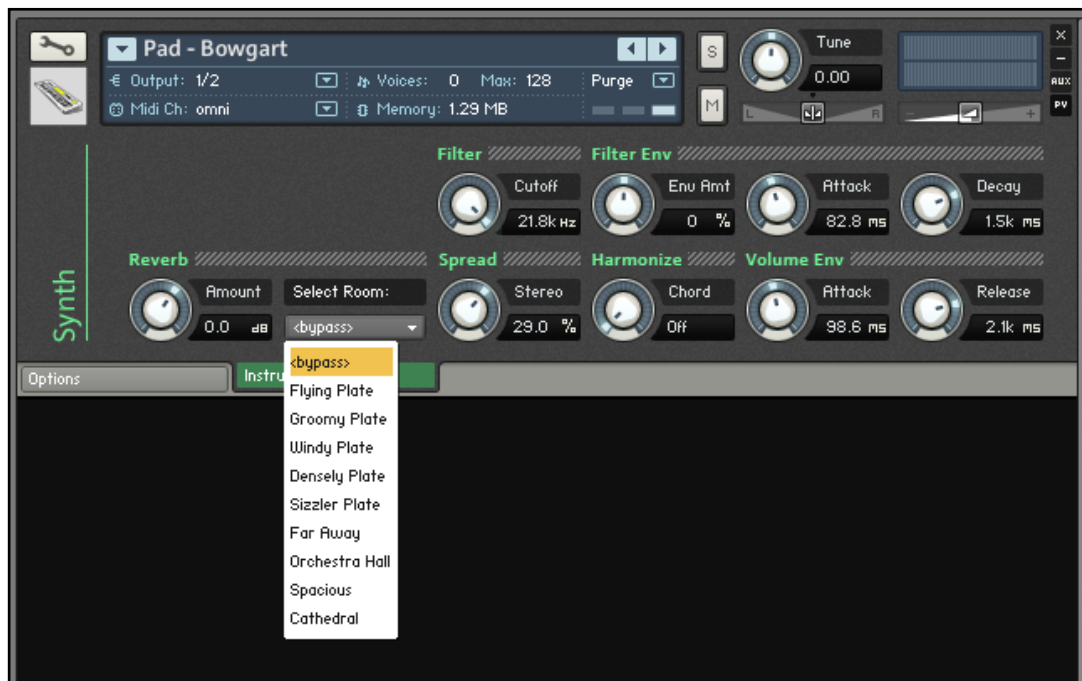 Pad - Bowgart
S
Tune
0.00
×
-
AUX
PV
Output: 1/2
Voices: 0 Max: 128
Purge
Midi Ch: omni
Memory: 1.29 MB
M
L R
- +
Synth
Filter
Filter Env
Cutoff
21.8k Hz
Env Amt
0 %
Attack
82.8 ms
Decay
1.5k ms
Reverb
Spread
Harmonize
Volume Env
Amount
0.0 dB
Select Room:
<bypass>
Stereo
29.0 %
Chord
Off
Attack
98.6 ms
Release
2.1k ms
Options
Instru
<bypass>
Flying Plate
Groomy Plate
Windy Plate
Densely Plate
Sizzler Plate
Far Away
Orchestra Hall
Spacious
Cathedral